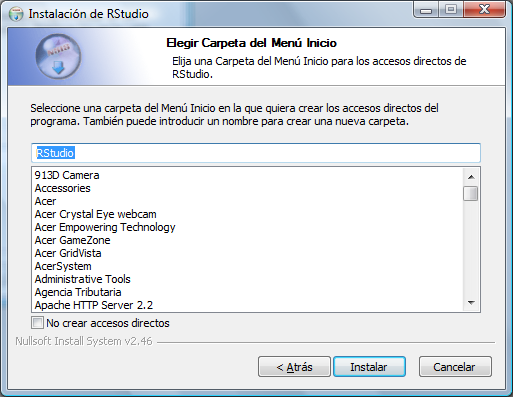 Instalación de RStudio
Elegir Carpeta del Menú Inicio
Elija una Carpeta del Menú Inicio para los accesos directos de
RStudio.
Seleccione una carpeta del Menú Inicio en la que quiera crear los accesos directos del
programa. También puede introducir un nombre para crear una nueva carpeta.
RStudio
913D Camera
Accessories
Acer
Acer Crystal Eye webcam
Acer Empowering Technology
Acer GameZone
Acer GridVista
AcerSystem
Administrative Tools
Agencia Tributaria
Apache HTTP Server 2.2
No crear accesos directos
Nullsoft Install System v2.46
< Atrás
Instalar
Cancelar